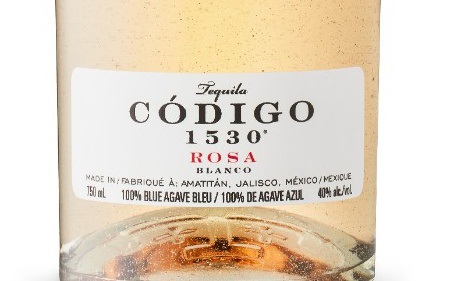 Tequila
CÓDIGO
1530®
ROSA
BLANCO
MADE IN / FABRIQUÉ À: AMATITÁN, JALISCO, MÉXICO / MEXIQUE
750 mL 100% BLUE AGAVE BLEU / 100% DE AGAVE AZUL 40% alc./vol.